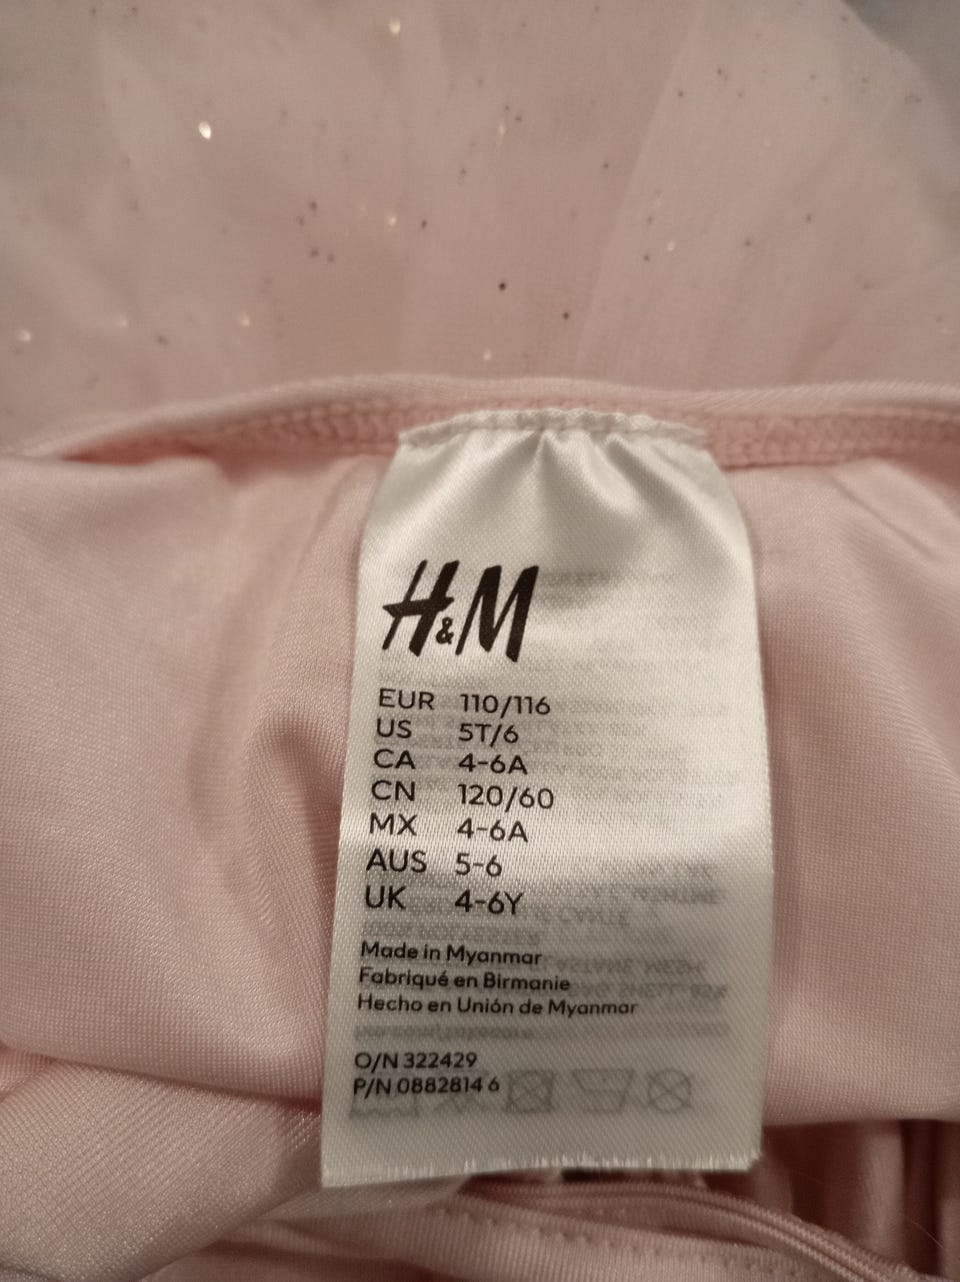 H&M
EUR 110/116
US 5T/6
CA 4-6A
CN 120/60
MX 4-6A
AUS 5-6
UK 4-6Y
Made in Myanmar
Fabriqué en Birmanie
Hecho en Unión de Myanmar
O/N 322429
P/N 0882814 6